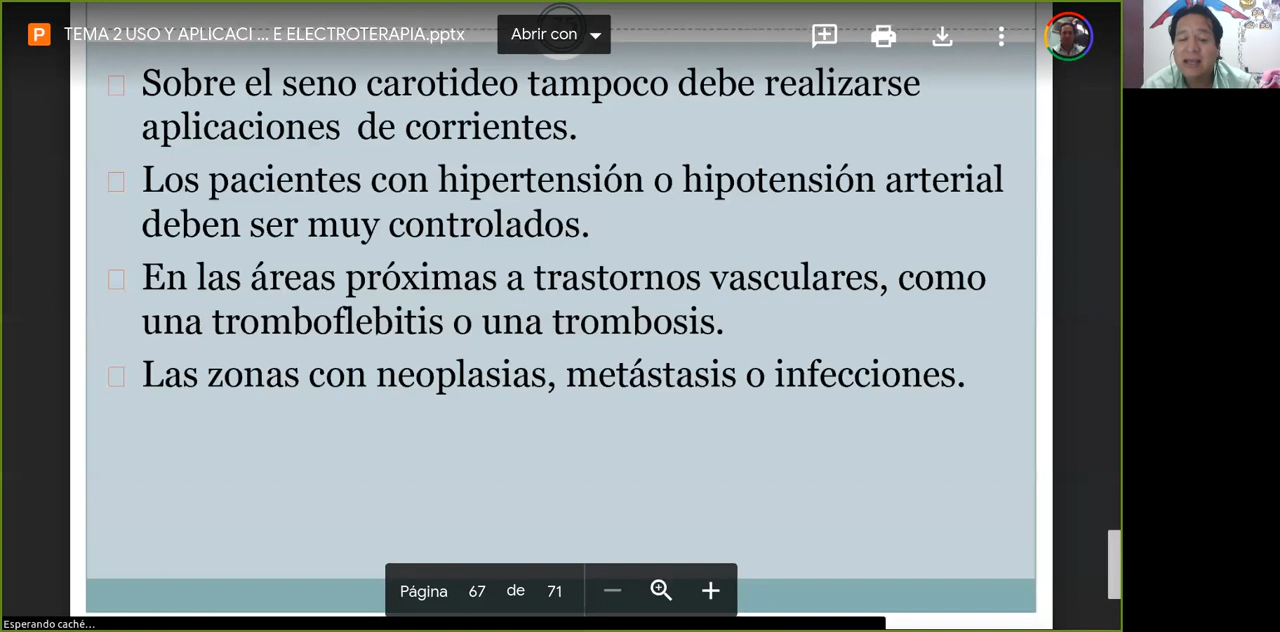 P TEMA 2 USO Y APLICACI ... E ELECTROTERAPIA.pptx Abrir con
Sobre el seno carotideo tampoco debe realizarse
aplicaciones de corrientes.
Los pacientes con hipertensión o hipotensión arterial
deben ser muy controlados.
En las áreas próximas a trastornos vasculares, como
una tromboflebitis o una trombosis.
Las zonas con neoplasias, metástasis o infecciones.
Página 67 de 71
Esperando caché...